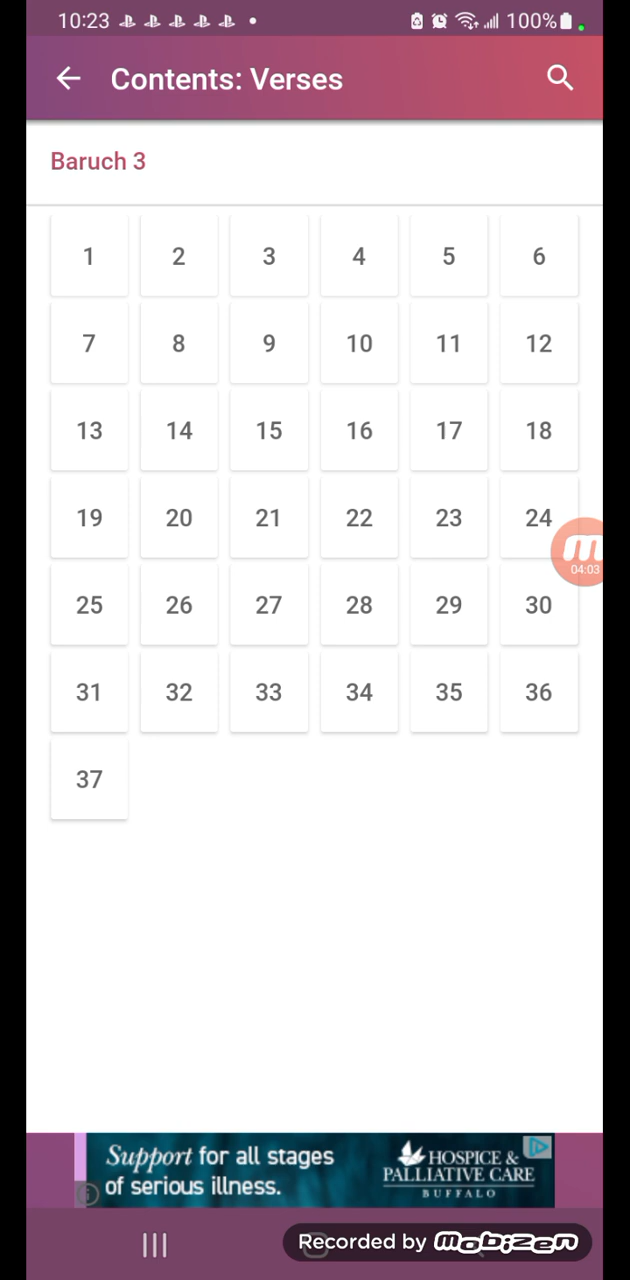 10:23 100%
Contents: Verses
Baruch 3
1 2 3 4 5 6
7 8 9 10 11 12
13 14 15 16 17 18
19 20 21 22 23 24
25 26 27 28 29 30
31 32 33 34 35 36
37
m
04:03
Support for all stages
of serious illness.
HOSPICE &
PALLIATIVE CARE
BUFFALO
Recorded by mobizen